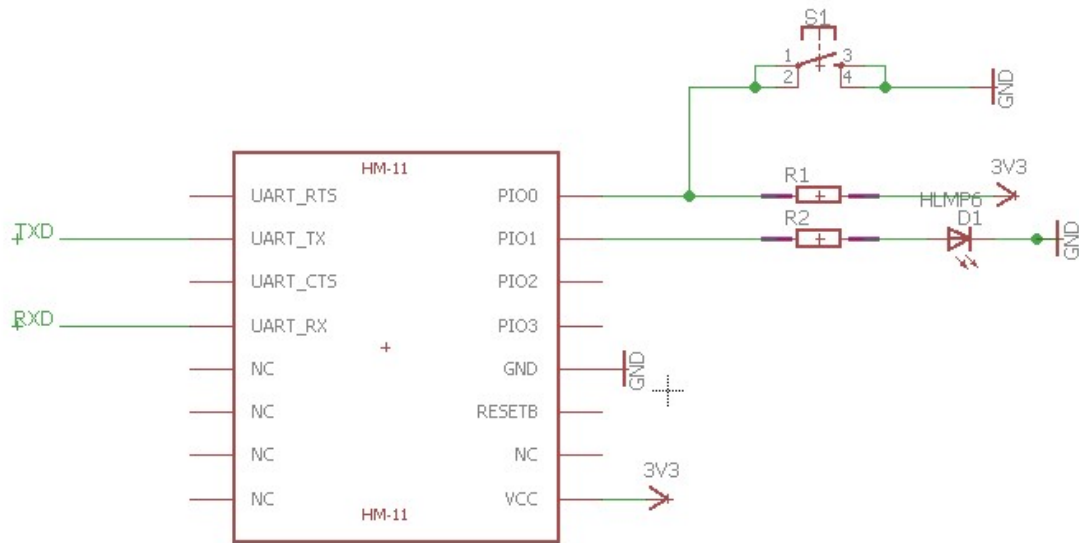 S1
1 3
2 4
GND
HM-11
UART_RTS PIO0
R1
3V3
TXD
UART_TX PIO1
R2
HLMP6
D1
GND
UART_CTS PIO2
RXD
UART_RX PIO3
NC GND
GND
NC RESETB
NC NC
3V3
NC VCC
HM-11